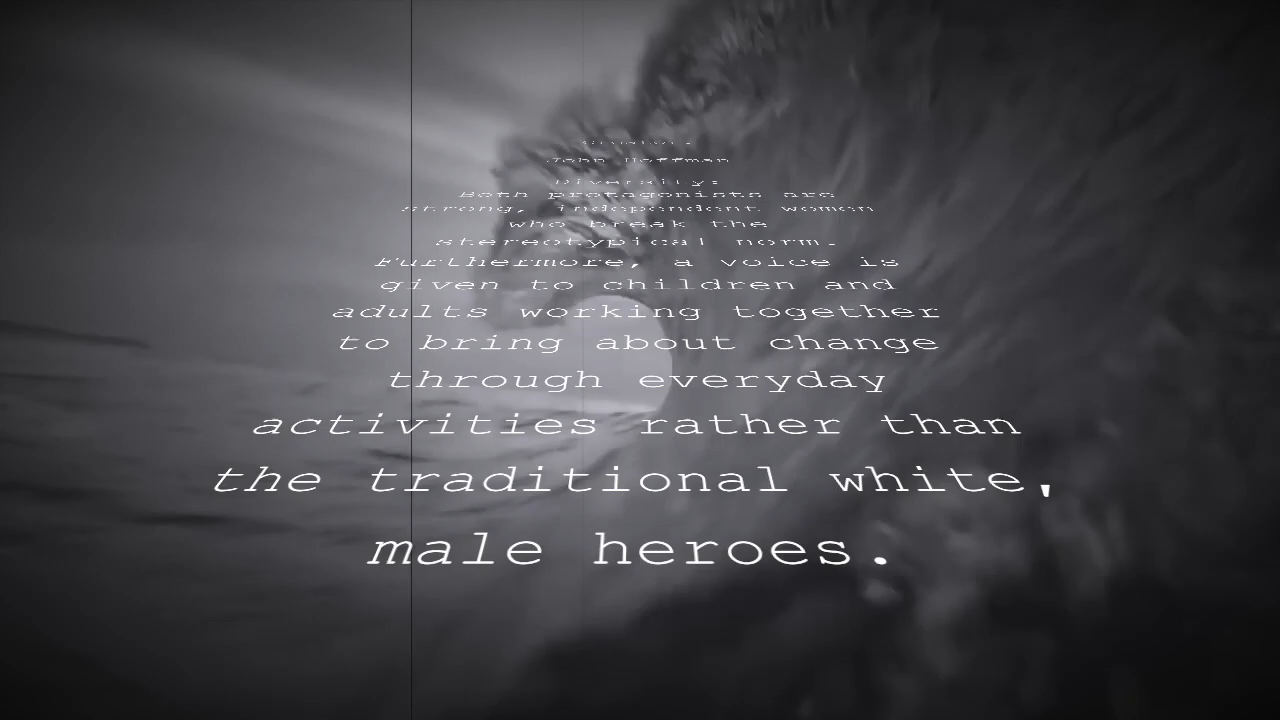 John Hoffman
Diversity:
Both protagonists are
strong, independent women
who break the
stereotypical norm.
Furthermore, a voice is
given to children and
adults working together
to bring about change
through everyday
activities rather than
the traditional white,
male heroes.